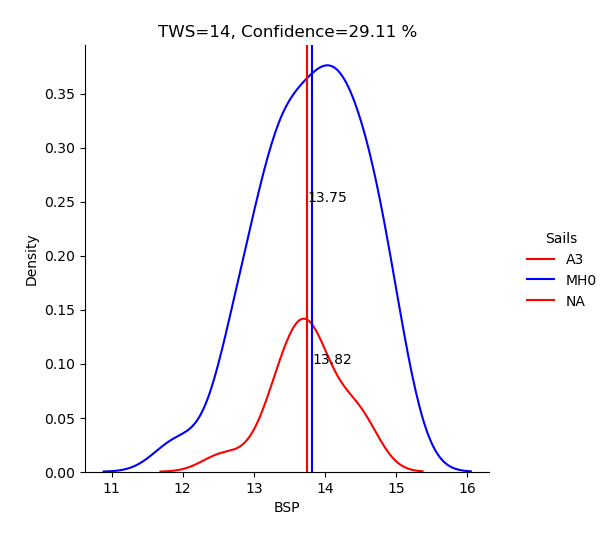 TWS=14, Confidence=29.11 %
0.35
0.30
0.25
0.20
0.15
0.10
0.05
0.00
Density
13.75
13.82
11 12 13 14 15 16
BSP
Sails
A3
MH0
NA